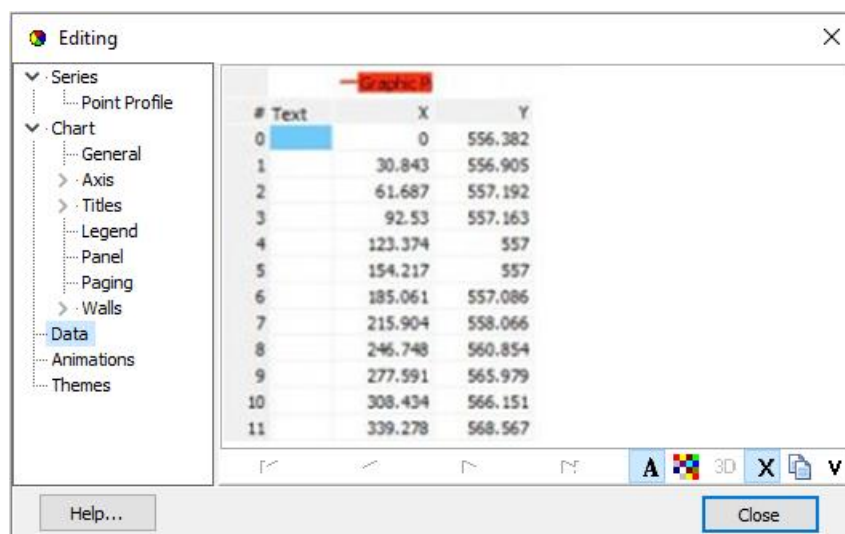 Editing
Series
Point Profile
Chart
General
Axis
Titles
Legend
Panel
Paging
Walls
Data
Animations
Themes
Graphic P
# Text X Y
0 0 556.382
1 30.843 556.905
2 61.687 557.192
3 92.53 557.163
4 123.374 557
5 154.217 557
6 185.061 557.086
7 215.904 558.066
8 246.748 560.854
9 277.591 565.979
10 308.434 566.151
11 339.278 568.567
A 3D X
Help... Close